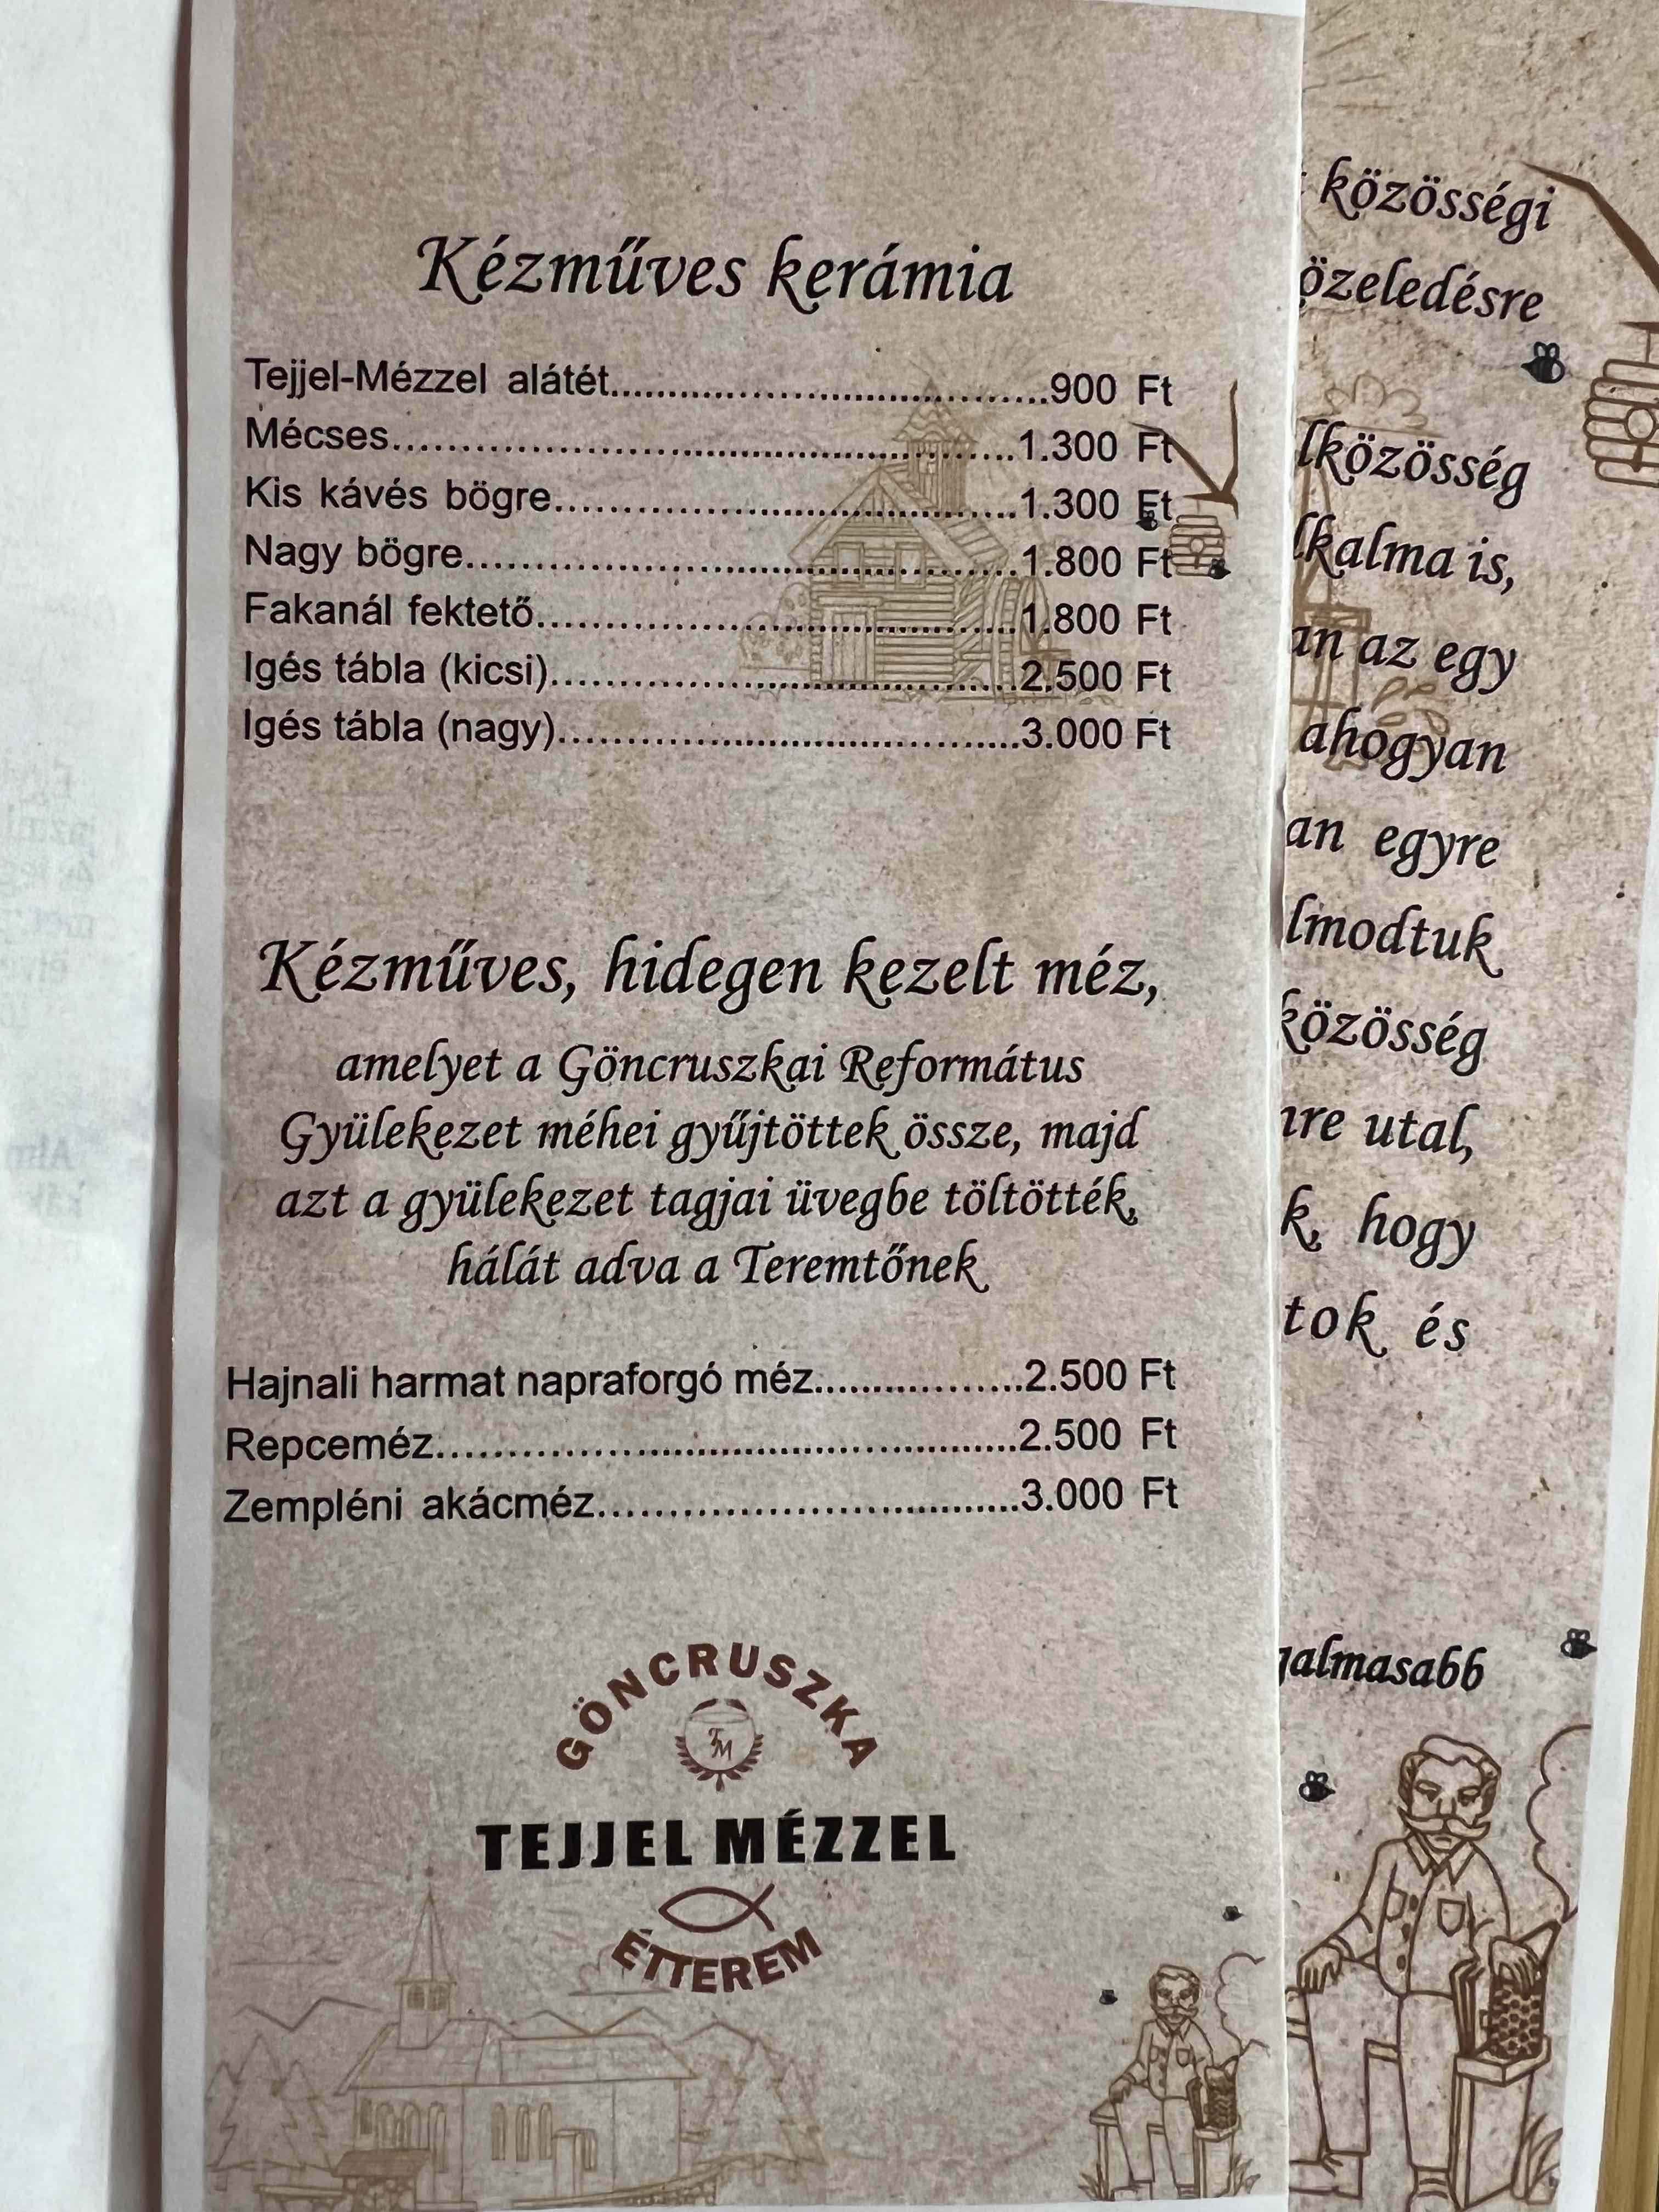 Kézműves kerámia
Tejjel-Mézzel alátét....................................900 Ft
Mécses....................................1.300 Ft
Kis kávés bögre....................................1.300 Ft
Nagy bögre....................................1.800 Ft
Fakanál fektető....................................1.800 Ft
Igés tábla (kicsi)....................................2.500 Ft
Igés tábla (nagy)....................................3.000 Ft
Kézműves, hidegen kezelt méz,
amelyet a Göncruszkai Református
Gyülekezet méhei gyűjtöttek össze, majd
azt a gyülekezet tagjai üvegbe töltötték,
hálát adva a Teremtőnek
Hajnali harmat napraforgó méz....................2.500 Ft
Repceméz....................................2.500 Ft
Zempléni akácméz....................................3.000 Ft
GÖNCRUSZKA
TM
TEJJEL MÉZZEL
ÉTTEREM
közösségi
özeledésre
lközösség
lkalma is,
an az egy
ahogyan
an egyre
lmodtuk
közösség
re utal,
k, hogy
tok és
galmasabb